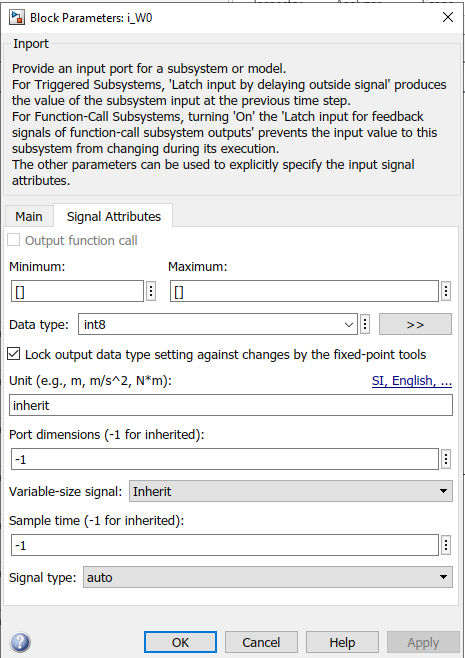 Block Parameters: i_W0
Inport
Provide an input port for a subsystem or model.
For Triggered Subsystems, 'Latch input by delaying outside signal' produces
the value of the subsystem input at the previous time step.
For Function-Call Subsystems, turning 'On' the 'Latch input for feedback
signals of function-call subsystem outputs' prevents the input value to this
subsystem from changing during its execution.
The other parameters can be used to explicitly specify the input signal
attributes.
Main Signal Attributes
Output function call
Minimum: Maximum:
[] []
Data type: int8 >>
Lock output data type setting against changes by the fixed-point tools
Unit (e.g., m, m/s^2, N*m): SI, English, ...
inherit
Port dimensions (-1 for inherited):
-1
Variable-size signal: Inherit
Sample time (-1 for inherited):
-1
Signal type: auto
OK Cancel Help Apply